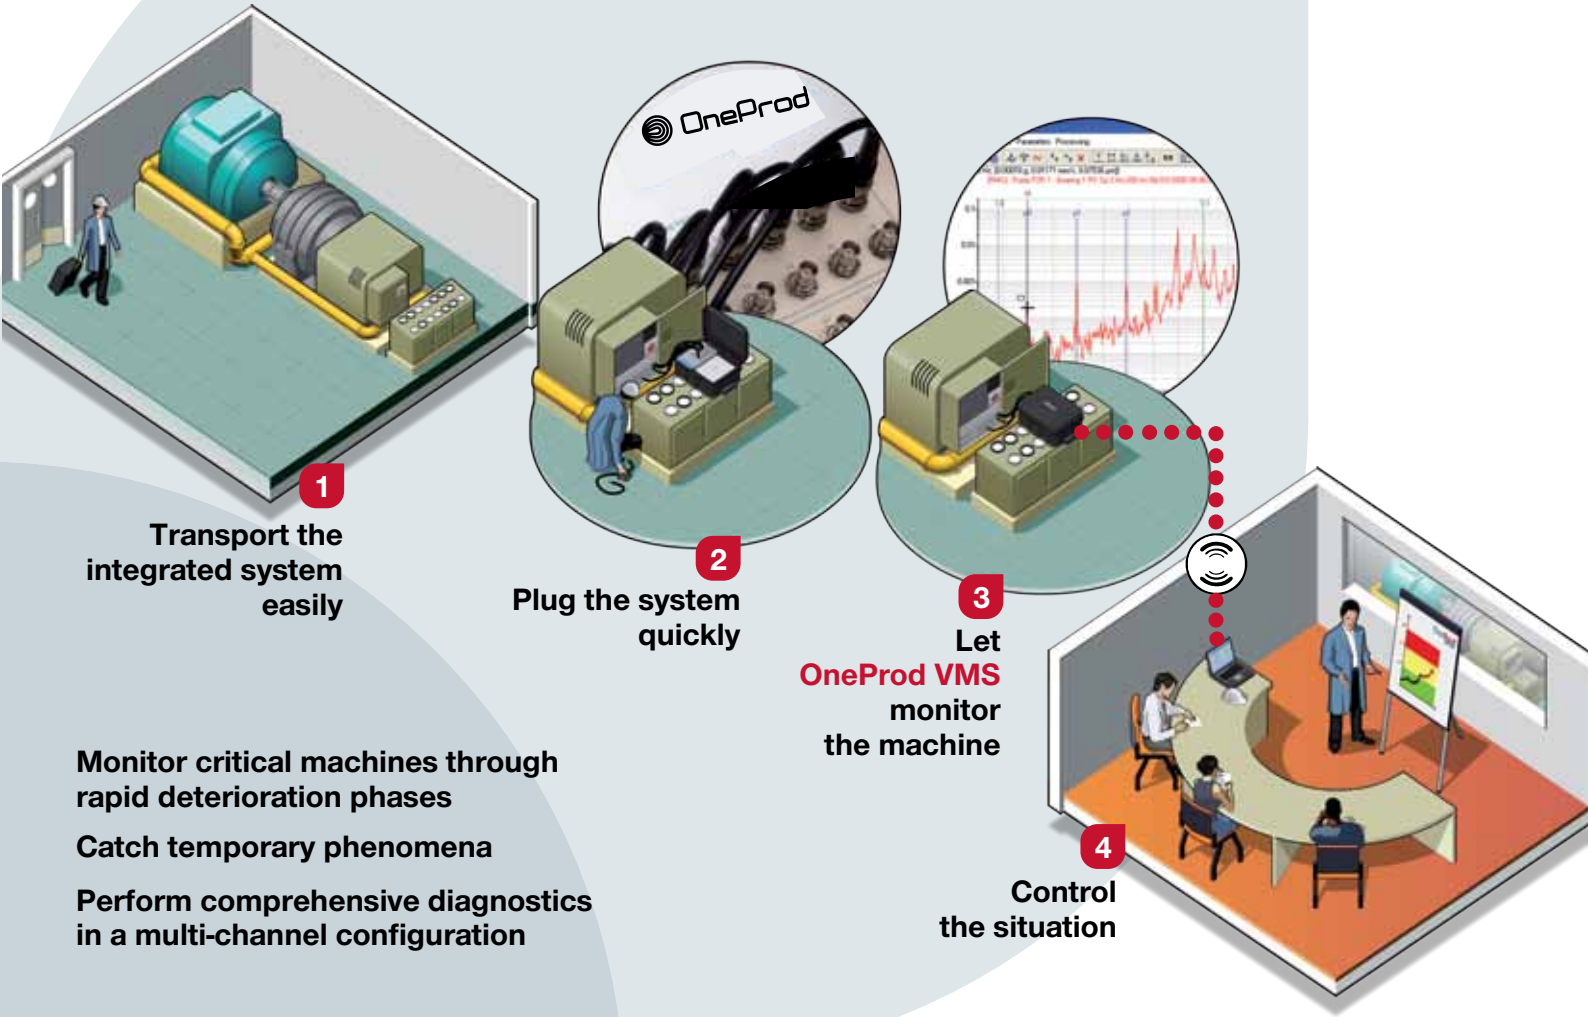 OneProd
Parameters Processing
1
Transport the
integrated system
easily
2
Plug the system
quickly
3
Let
OneProd VMS
monitor
the machine
4
Control
the situation
Monitor critical machines through
rapid deterioration phases
Catch temporary phenomena
Perform comprehensive diagnostics
in a multi-channel configuration